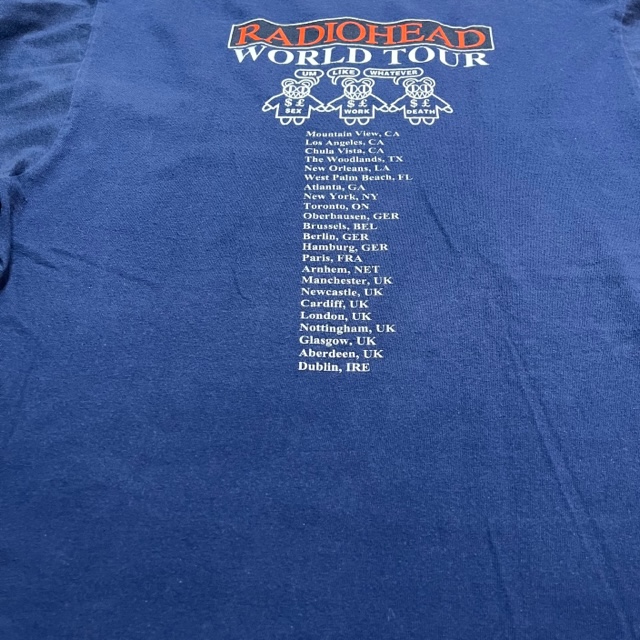 RADIOHEAD
WORLD TOUR
UM LIKE WHATEVER
$£ $£ $£
SEX WORK DEATH
Mountain View, CA
Los Angeles, CA
Chula Vista, CA
The Woodlands, TX
New Orleans, LA
West Palm Beach, FL
Atlanta, GA
New York, NY
Toronto, ON
Oberhausen, GER
Brussels, BEL
Berlin, GER
Hamburg, GER
Paris, FRA
Arnhem, NET
Manchester, UK
Newcastle, UK
Cardiff, UK
London, UK
Nottingham, UK
Glasgow, UK
Aberdeen, UK
Dublin, IRE